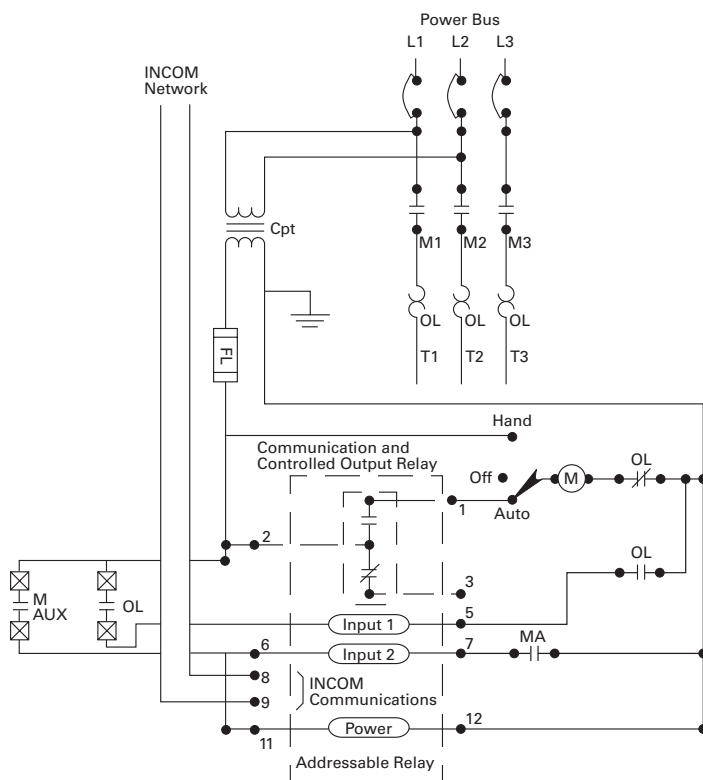 Power Bus
L1 L2 L3
INCOM
Network
Cpt
M1 M2 M3
OL OL OL
FL
T1 T2 T3
Hand
Communication and
Controlled Output Relay
Off
M
OL
Auto
1
2
OL
3
M
AUX
OL
5
Input 1
6
Input 2
7
MA
8
INCOM
Communications
9
11
Power
12
Addressable Relay